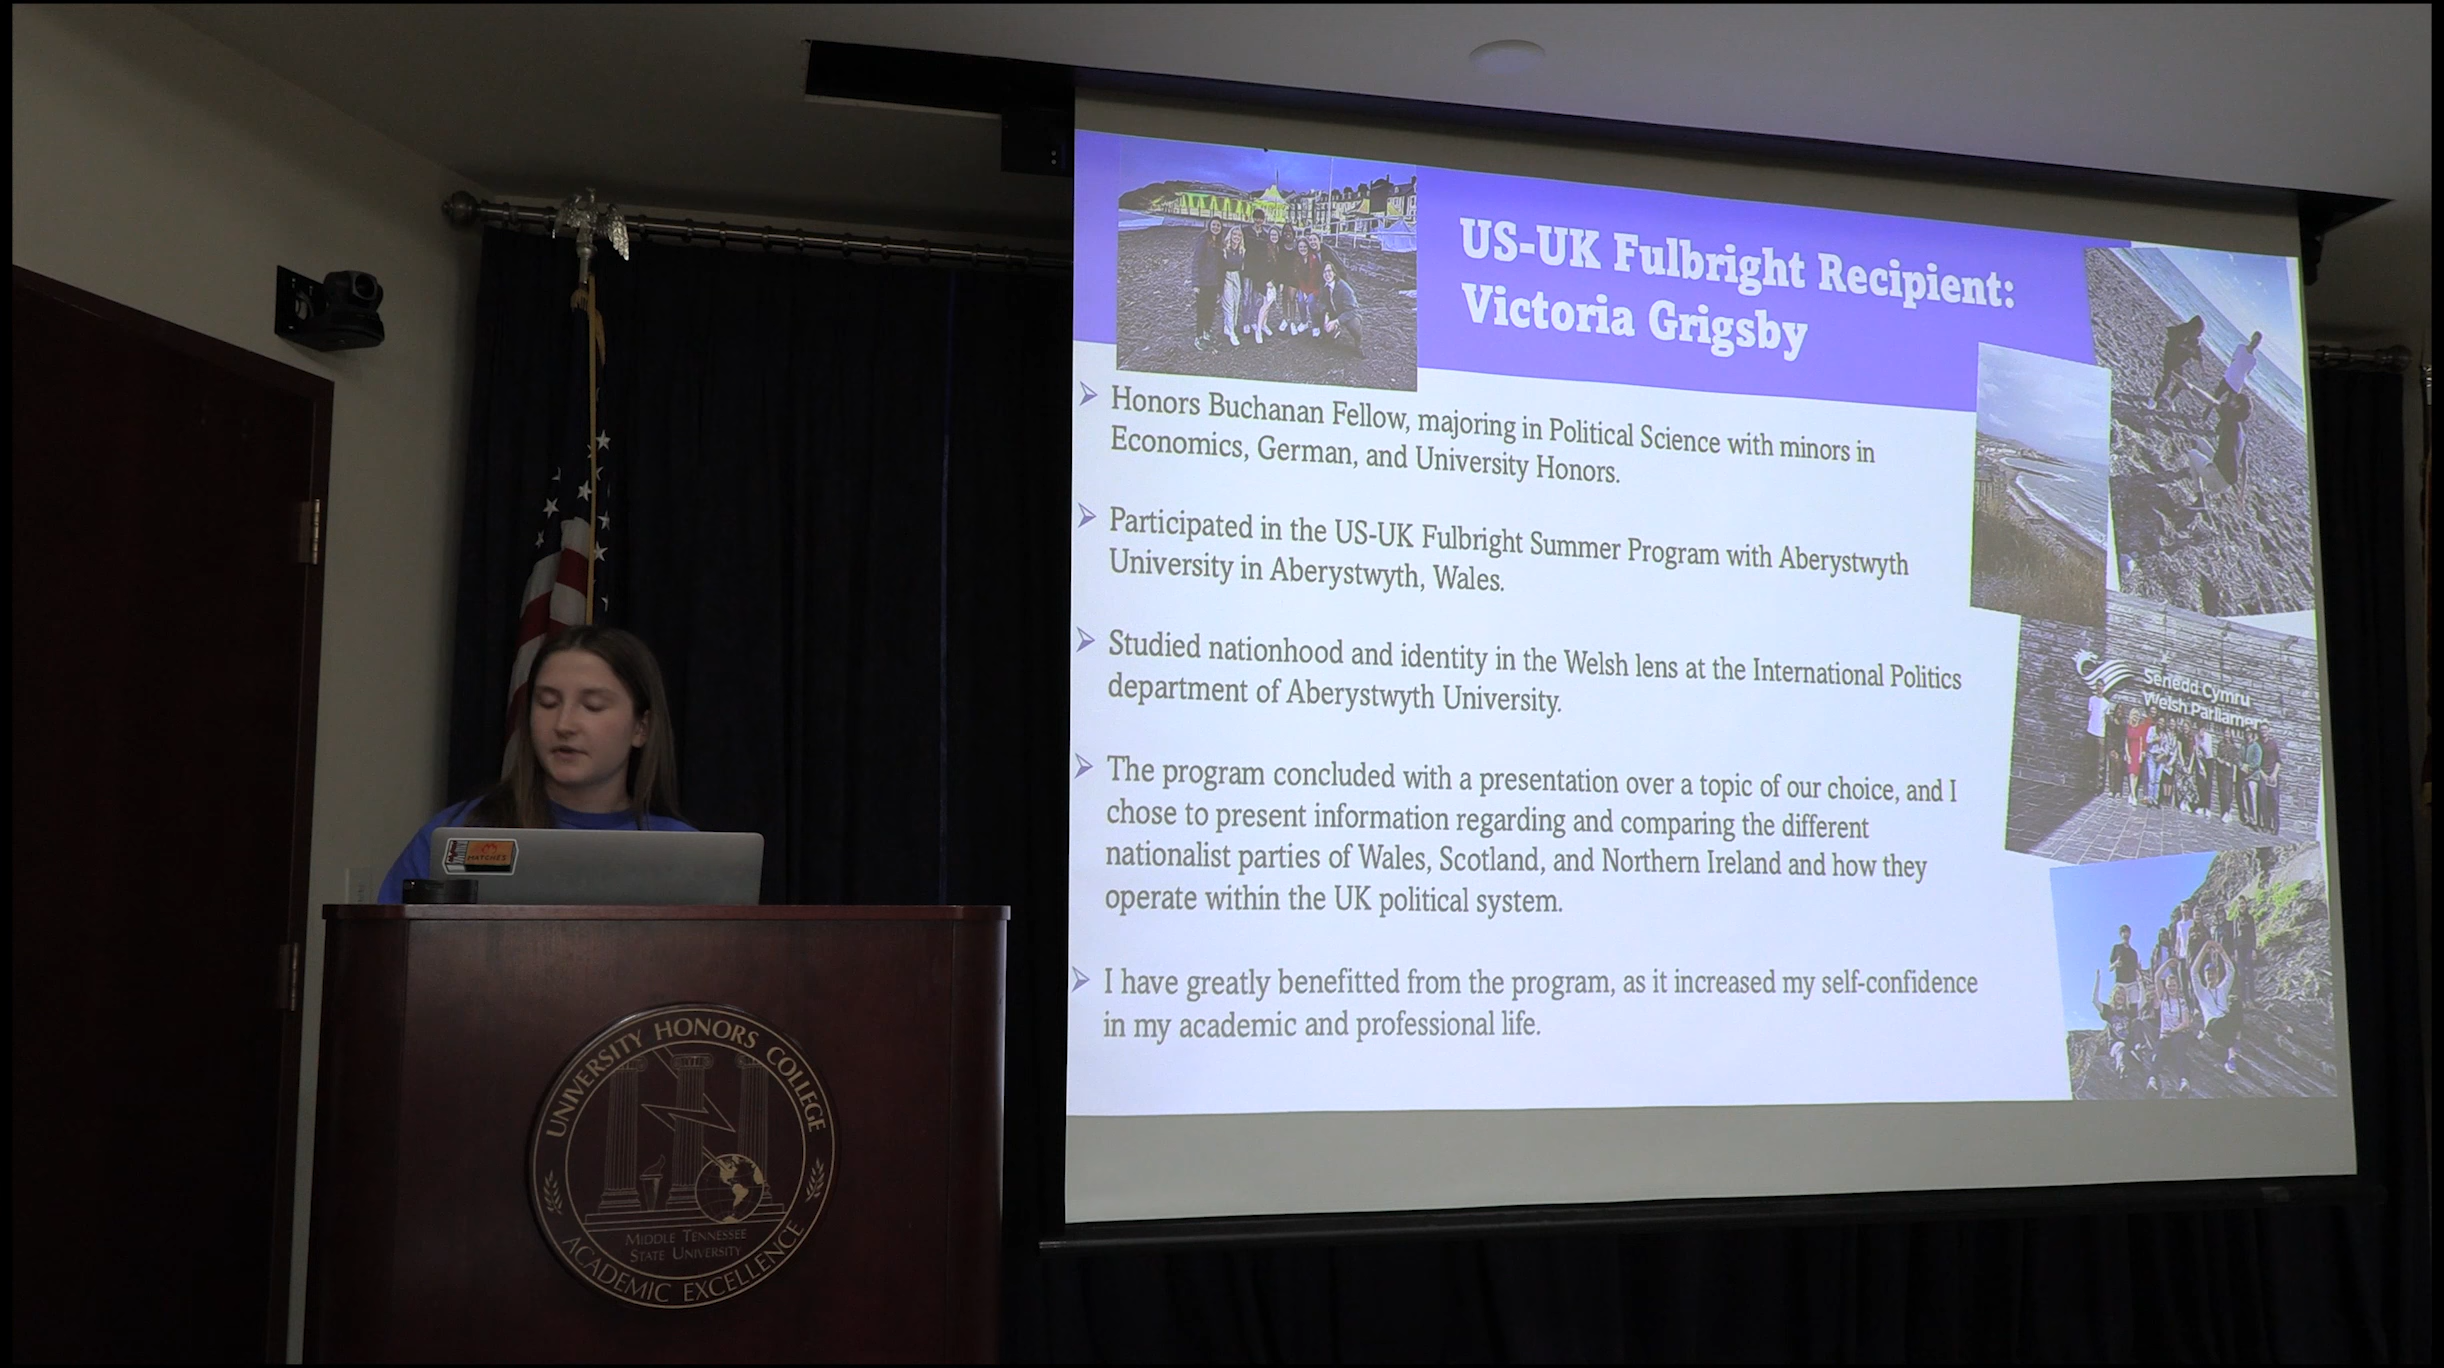 US-UK Fulbright Recipient:
Victoria Grigsby
Honors Buchanan Fellow, majoring in Political Science with minors in
Economics, German, and University Honors.
Participated in the US-UK Fulbright Summer Program with Aberystwyth
University in Aberystwyth, Wales.
Studied nationhood and identity in the Welsh lens at the International Politics
department of Aberystwyth University.
The program concluded with a presentation over a topic of our choice, and I
chose to present information regarding and comparing the different
nationalist parties of Wales, Scotland, and Northern Ireland and how they
operate within the UK political system.
I have greatly benefitted from the program, as it increased my self-confidence
in my academic and professional life.
Senedd Cymru
Welsh Parliament
MATCHES
UNIVERSITY HONORS COLLEGE
MIDDLE TENNESSEE
STATE UNIVERSITY
ACADEMIC EXCELLENCE